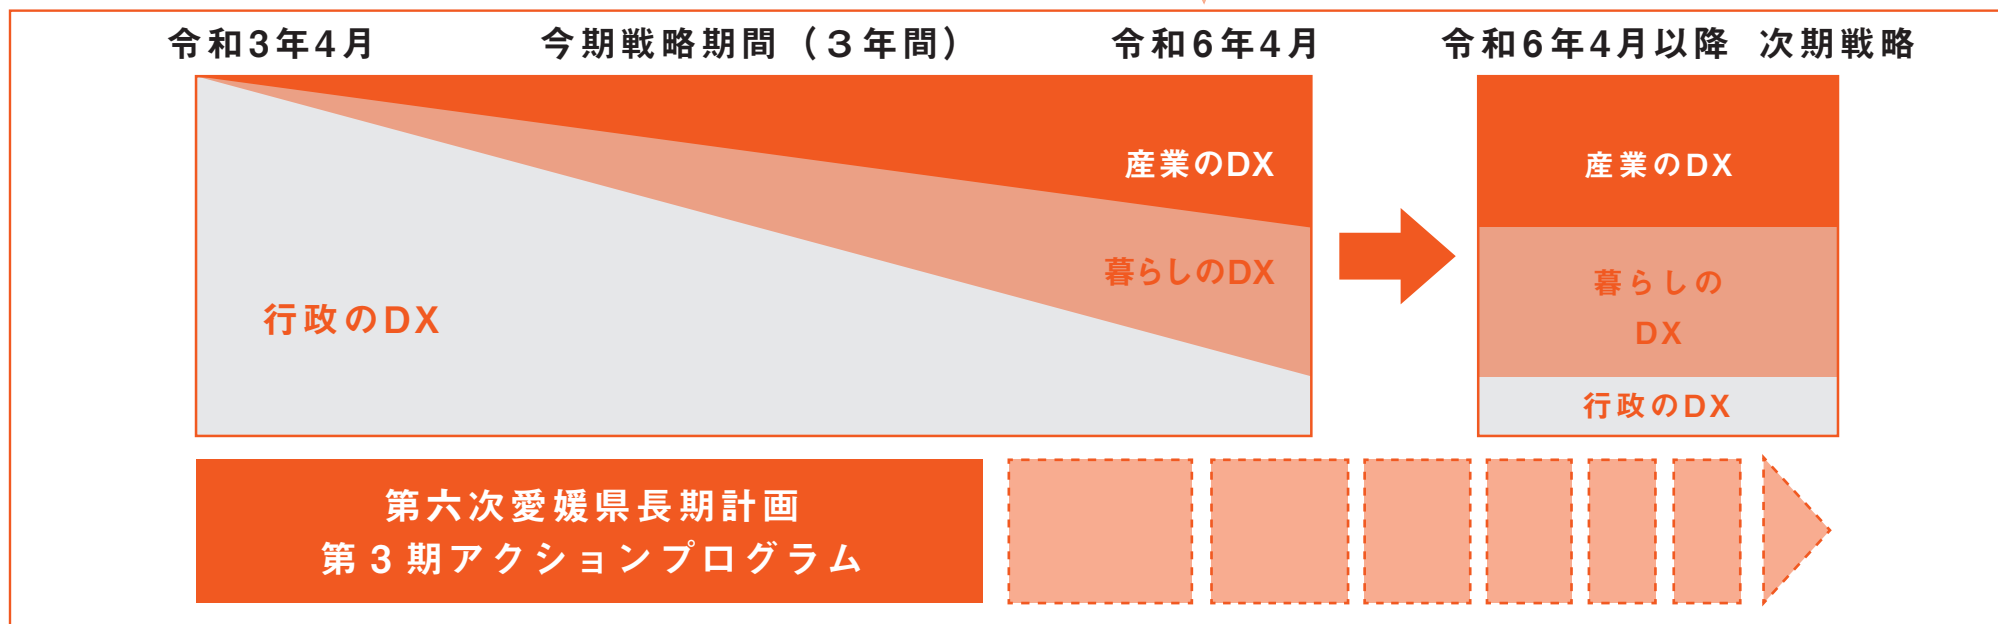 令和3年4月 今期戦略期間（３年間） 令和6年4月 令和6年4月以降 次期戦略
産業のDX
暮らしのDX
行政のDX
産業のDX
暮らしの
DX
行政のDX
第六次愛媛県長期計画
第３期アクションプログラム